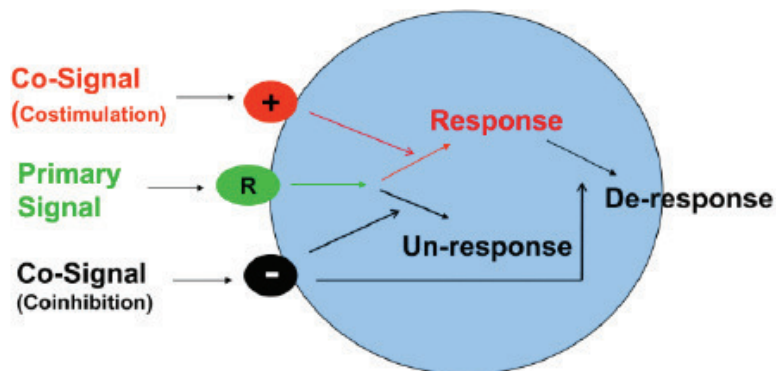 Co-Signal
(Costimulation)
+
Response
Primary
Signal
R
De-response
Un-response
Co-Signal
(Coinhibition)
-